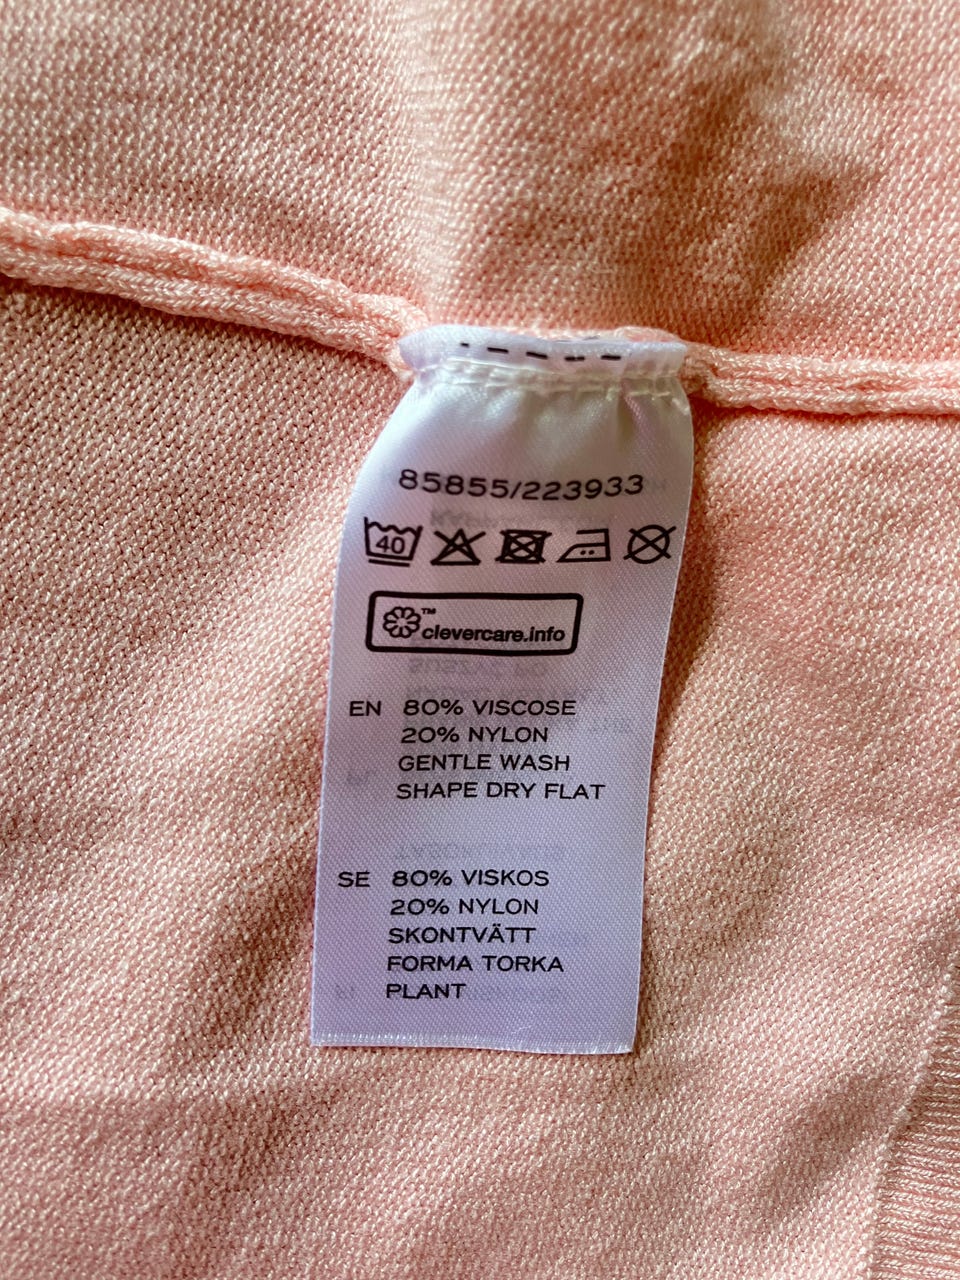 85855/223933
40
™
clevercare.info
EN 80% VISCOSE
20% NYLON
GENTLE WASH
SHAPE DRY FLAT
SE 80% VISKOS
20% NYLON
SKONTVÄTT
FORMA TORKA
PLANT